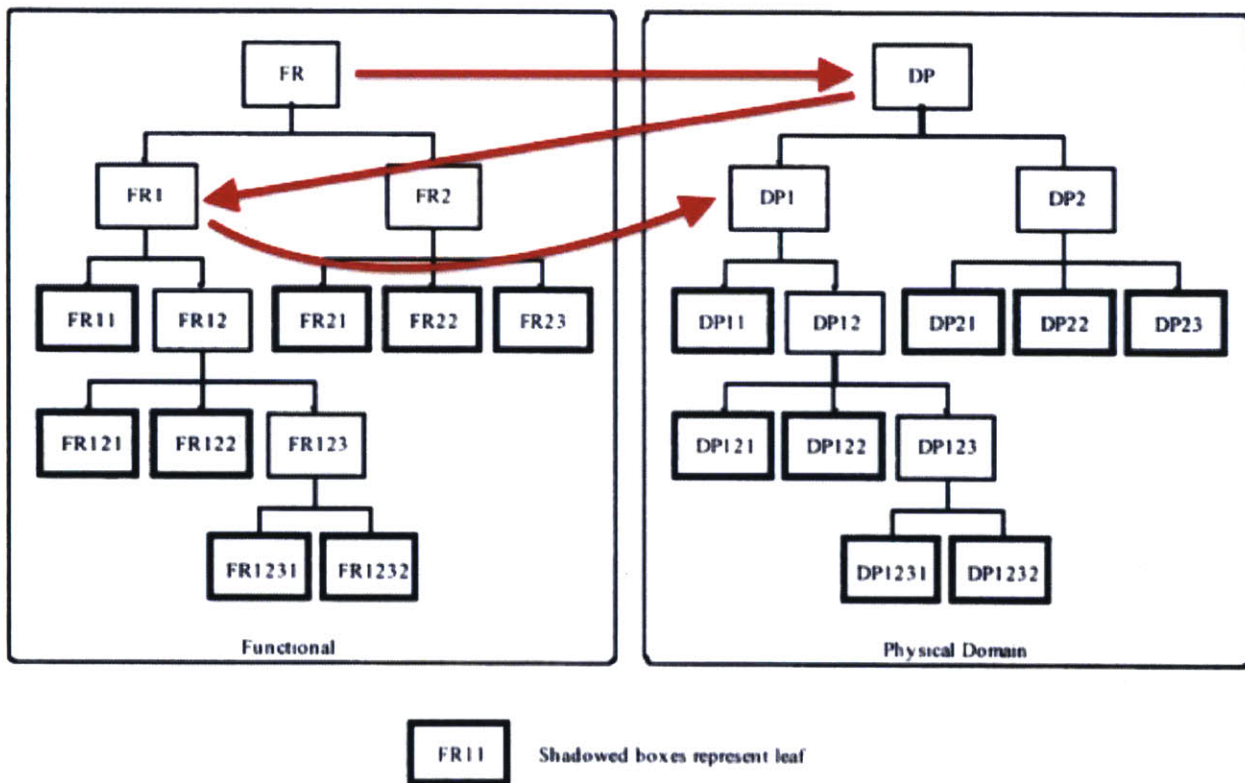 FR
DP
FR1
FR2
DP1
DP2
FR11
FR12
FR21
FR22
FR23
DP11
DP12
DP21
DP22
DP23
FR121
FR122
FR123
DP121
DP122
DP123
FR1231
FR1232
DP1231
DP1232
Functional
Physical Domain
FR11
Shadowed boxes represent leaf